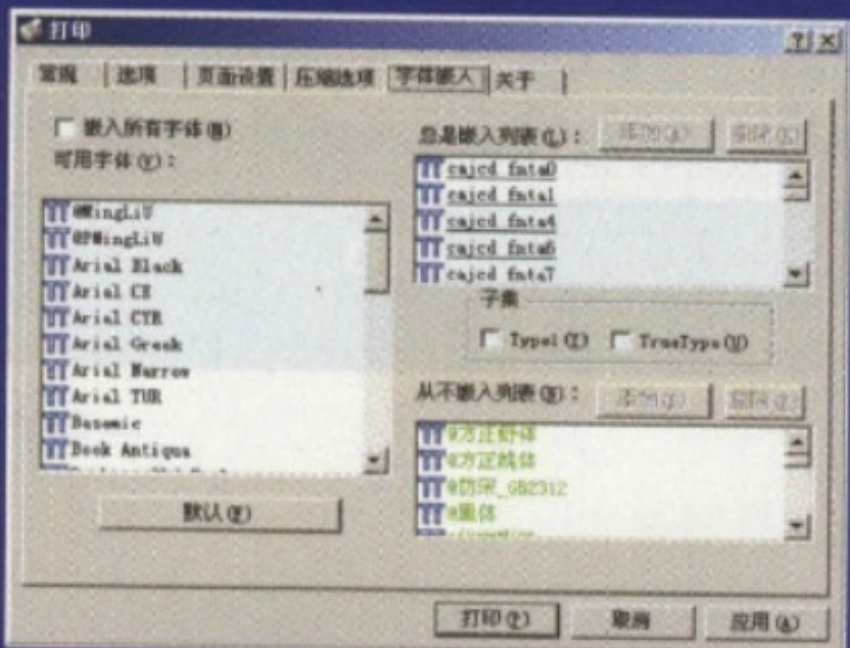 打印
常规 选项 页面设置 压缩选项 字体嵌入 关于
嵌入所有字体(M)
可用字体(V):
@MingLiU
@PMingLiU
Arial Black
Arial CE
Arial CYR
Arial Greek
Arial Narrow
Arial TUR
Basemic
Book Antiqua
默认(F)
总是嵌入列表(L): 添加(A) 删除
cajcd fnta0
cajcd fnta1
cajcd fnta4
cajcd fnta6
cajcd fnta7
子集
Type1(T) TrueType(U)
从不嵌入列表(N): 添加 删除
@方正舒体
@方正姚体
@仿宋_GB2312
@黑体
打印(P) 取消 应用(A)